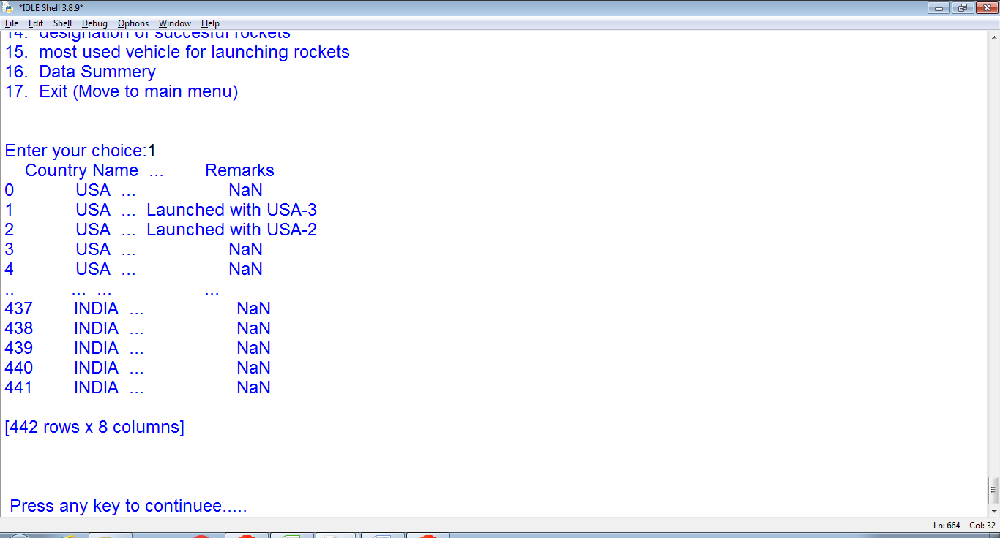 *IDLE Shell 3.8.9*
File Edit Shell Debug Options Window Help
14. designation of succesful rockets
15. most used vehicle for launching rockets
16. Data Summery
17. Exit (Move to main menu)
Enter your choice:1
Country Name ... Remarks
0 USA ... NaN
1 USA ... Launched with USA-3
2 USA ... Launched with USA-2
3 USA ... NaN
4 USA ... NaN
.. ... ... ...
437 INDIA ... NaN
438 INDIA ... NaN
439 INDIA ... NaN
440 INDIA ... NaN
441 INDIA ... NaN
[442 rows x 8 columns]
Press any key to continuee.....
Ln: 664 Col: 32